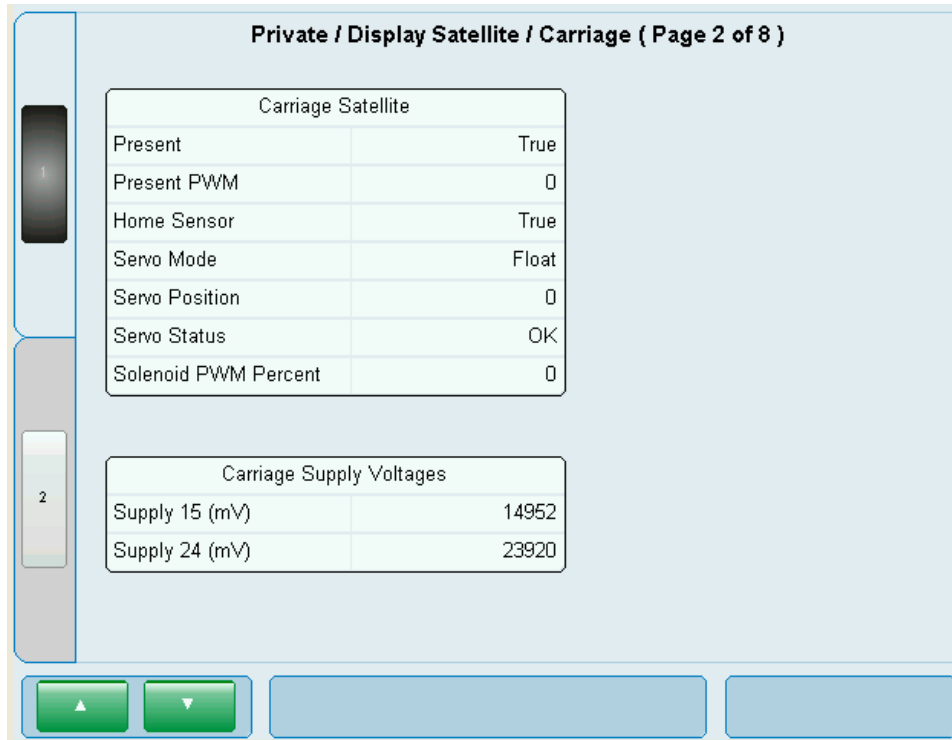 Private / Display Satellite / Carriage ( Page 2 of 8 )
1
Carriage Satellite
Present True
Present PWM 0
Home Sensor True
Servo Mode Float
Servo Position 0
Servo Status OK
Solenoid PWM Percent 0
2
Carriage Supply Voltages
Supply 15 (mV) 14952
Supply 24 (mV) 23920